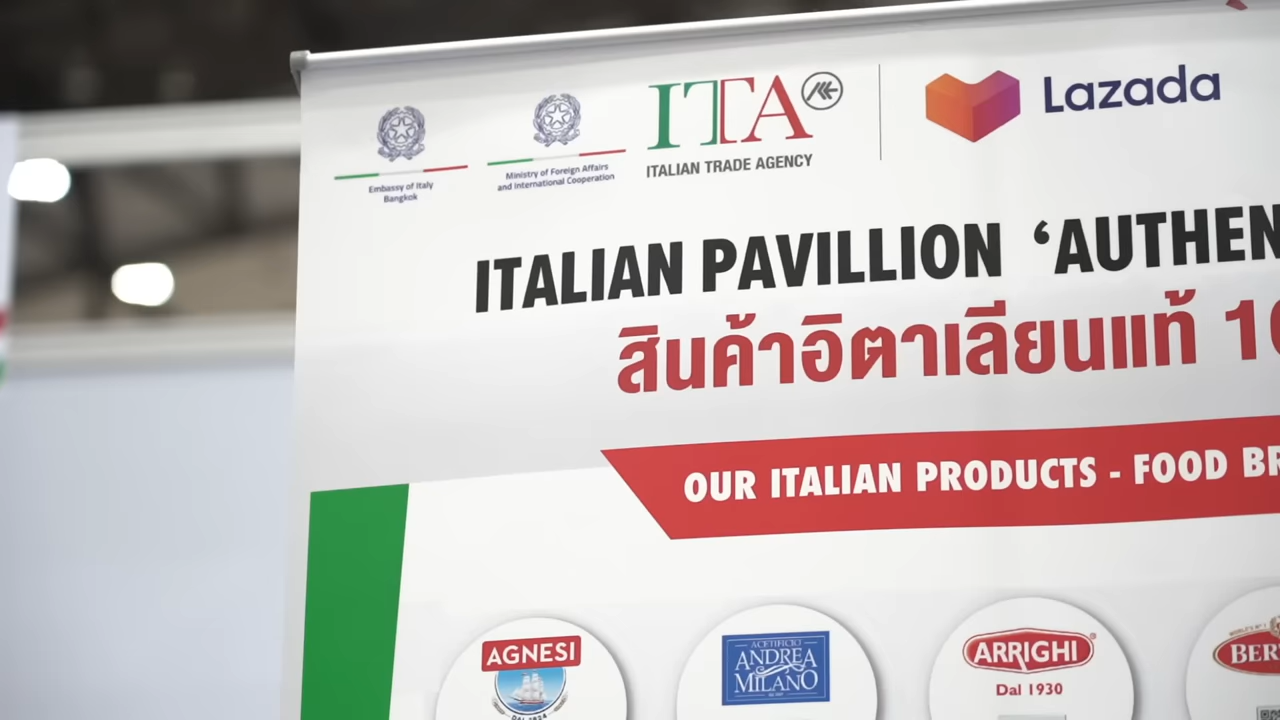 Embassy of Italy
Bangkok
Ministry of Foreign Affairs
and International Cooperation
ITA
ITALIAN TRADE AGENCY
Lazada
ITALIAN PAVILLION ‘AUTHEN
สินค้าอิตาเลียนแท้ 10
OUR ITALIAN PRODUCTS - FOOD BR
AGNESI
DAL 1824
ACETIFICIO
ANDREA
MILANO
ARRIGHI
Dal 1930
BER